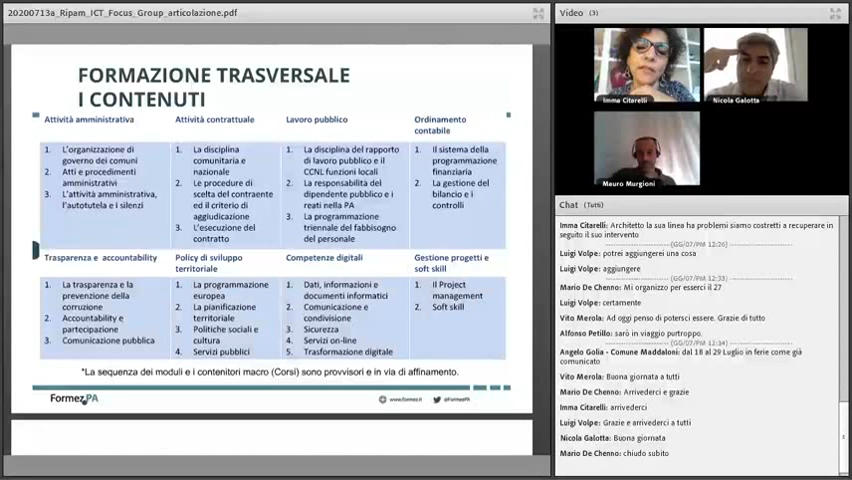 20200713a_Ripam_ICT_Focus_Group_articolazione.pdf
FORMAZIONE TRASVERSALE
I CONTENUTI
Attività amministrativa
1. L'organizzazione di
governo dei comuni
2. Atti e procedimenti
amministrativi
3. L'attività amministrativa,
l'autotutela e i silenzi
Attività contrattuale
1. La disciplina
comunitaria e
nazionale
2. Le procedure di
scelta del contraente
ed il criterio di
aggiudicazione
3. L'esecuzione del
contratto
Lavoro pubblico
1. La disciplina del rapporto
di lavoro pubblico e il
CCNL funzioni locali
2. La responsabilità del
dipendente pubblico e i
reati nella PA
3. La programmazione
triennale del fabbisogno
del personale
Ordinamento
contabile
1. Il sistema della
programmazione
finanziaria
2. La gestione del
bilancio e i
controlli
Trasparenza e accountability
1. La trasparenza e la
prevenzione della
corruzione
2. Accountability e
partecipazione
3. Comunicazione pubblica
Policy di sviluppo
territoriale
1. La programmazione
europea
2. La pianificazione
territoriale
3. Politiche sociali e
cultura
4. Servizi pubblici
Competenze digitali
1. Dati, informazioni e
documenti informatici
2. Comunicazione e
condivisione
3. Sicurezza
4. Servizi on-line
5. Trasformazione digitale
Gestione progetti e
soft skill
1. Il Project
management
2. Soft skill
*La sequenza dei moduli e i contenitori macro (Corsi) sono provvisori e in via di affinamento.
FormezPA
www.formez.it
@FormezPA
Video (3)
Imma Citarelli
Nicola Galotta
Mauro Murgioni
Chat (Tutti)
Imma Citarelli: Architetto la sua linea ha problemi siamo costretti a recuperare in
seguito il suo intervento
(GG/07/PM 12:26)
Luigi Volpe: potrei aggiungerei una cosa
Luigi Volpe: aggiungere
(GG/07/PM 12:33)
Mario De Chenno: Mi organizzo per esserci il 27
Luigi Volpe: certamente
Vito Merola: Ad oggi penso di potersci essere. Grazie di tutto
Alfonso Petillo: sarò in viaggio purtroppo.
(GG/07/PM 12:34)
Angelo Golia - Comune Maddaloni: dal 18 al 29 Luglio in ferie come già
comunicato
Vito Merola: Buona giornata a tutti
Mario De Chenno: Arrivederci e grazie
Imma Citarelli: arrivederci
Luigi Volpe: Grazie e arrivederci a tutti
Nicola Galotta: Buona giornata
Mario De Chenno: chiudo subito